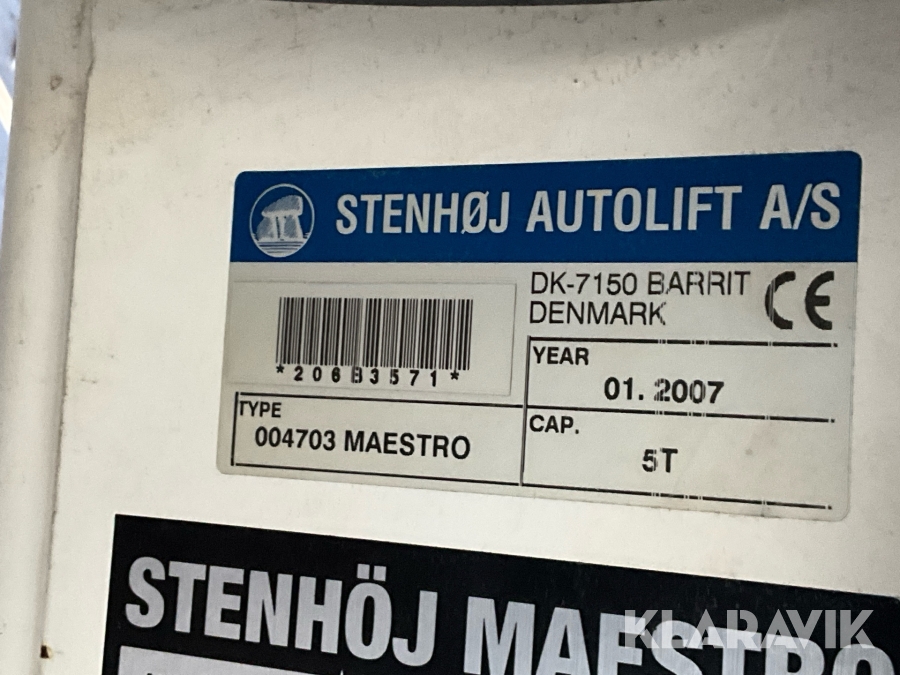 STENHØJ AUTOLIFT A/S
DK-7150 BARRIT
DENMARK
CE
*206B3571*
YEAR
01. 2007
TYPE
004703 MAESTRO
CAP.
5T
STENHÖJ MAESTRO
KLARAVIK